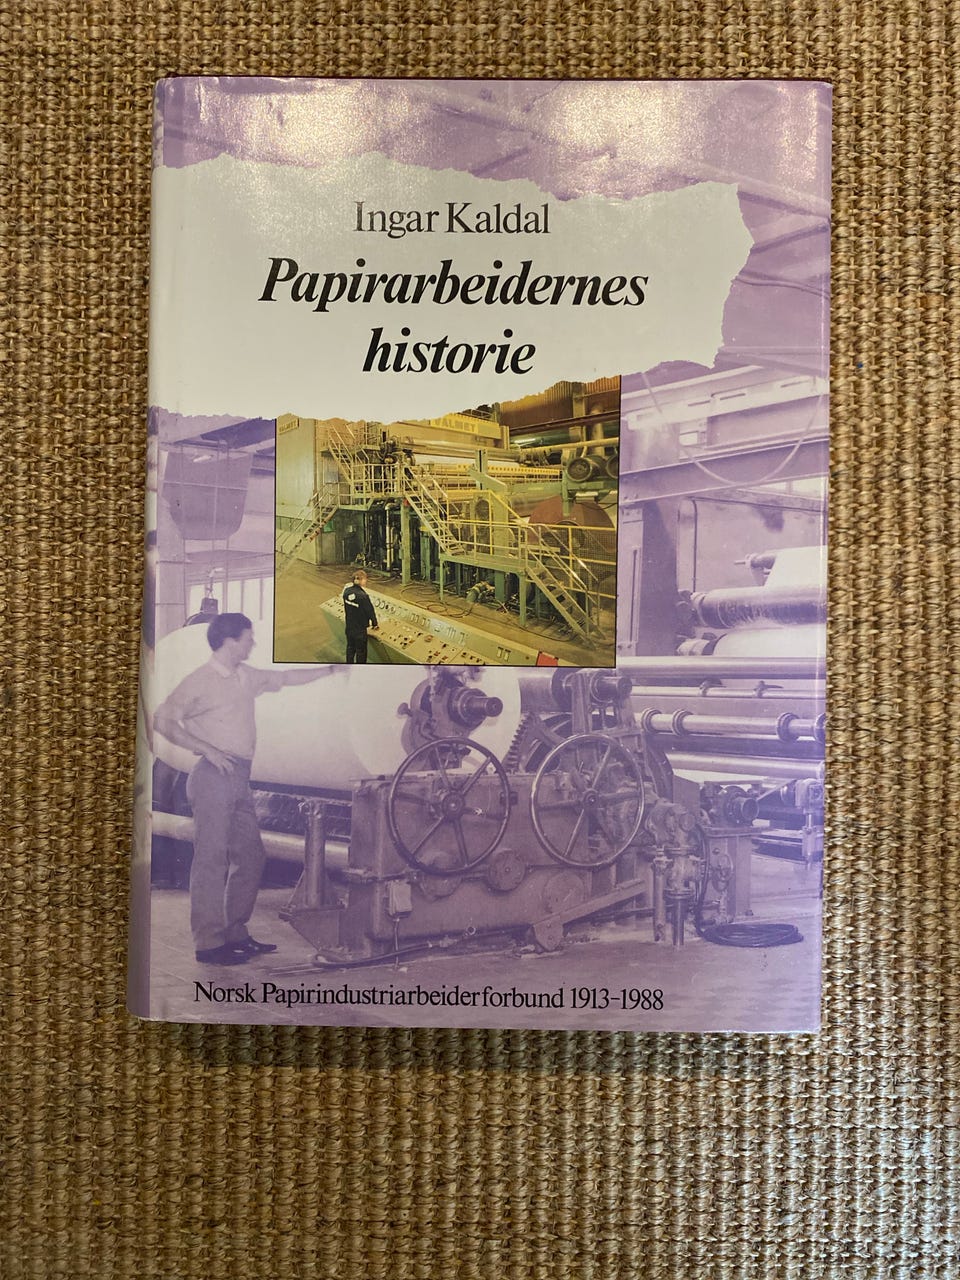 Ingar Kaldal
Papirarbeidernes
historie
VALMET
Norsk Papirindustriarbeiderforbund 1913-1988